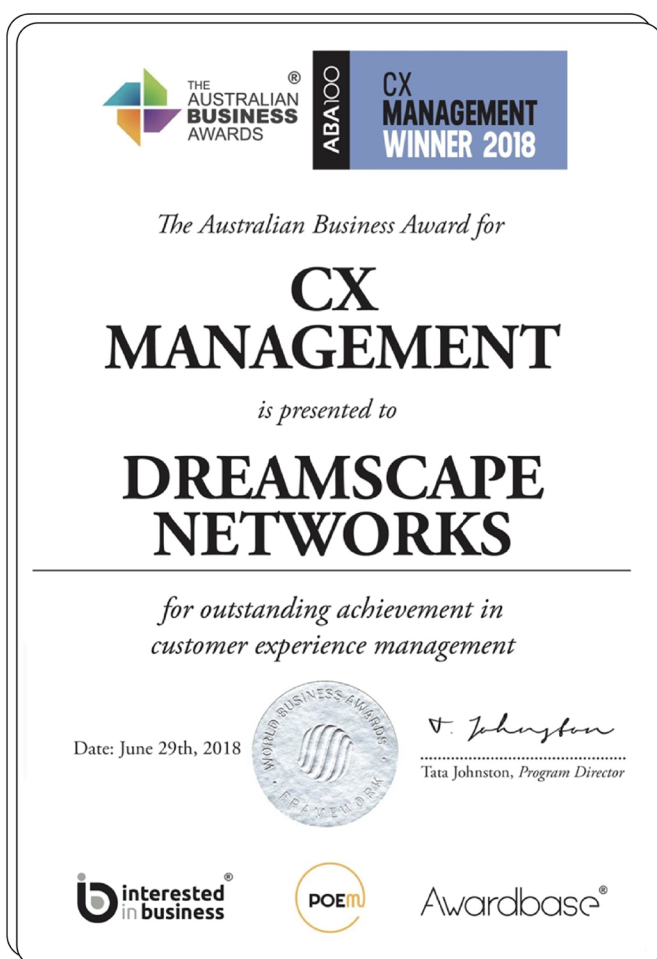 THE
AUSTRALIAN
BUSINESS
AWARDS
®
ABA100
CX
MANAGEMENT
WINNER 2018
The Australian Business Award for
CX
MANAGEMENT
is presented to
DREAMSCAPE
NETWORKS
for outstanding achievement in
customer experience management
Date: June 29th, 2018
WORLD BUSINESS AWARDS
FRAMEWORK
T. Johnston
Tata Johnston, Program Director
interested
in business
®
POEM
Awardbase®